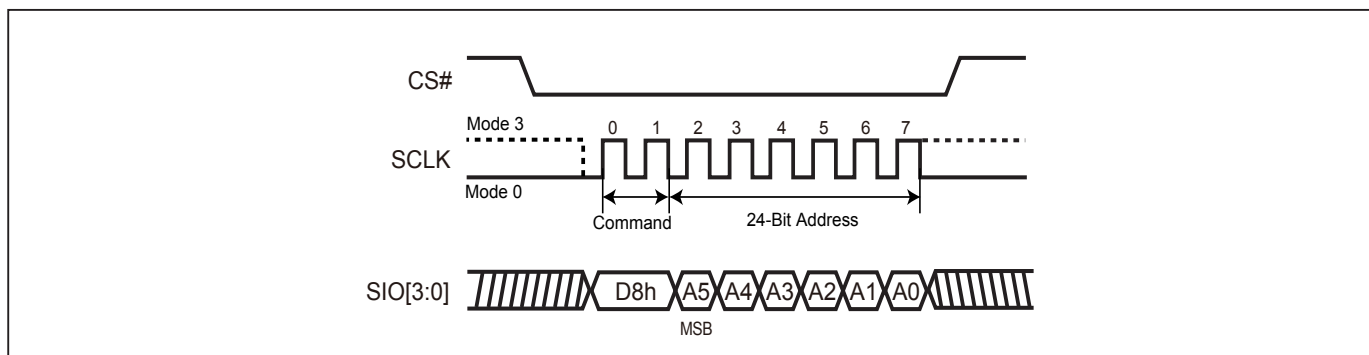 CS#
Mode 3
0 1 2 3 4 5 6 7
SCLK
Mode 0
Command
24-Bit Address
SIO[3:0]
D8h A5 A4 A3 A2 A1 A0
MSB